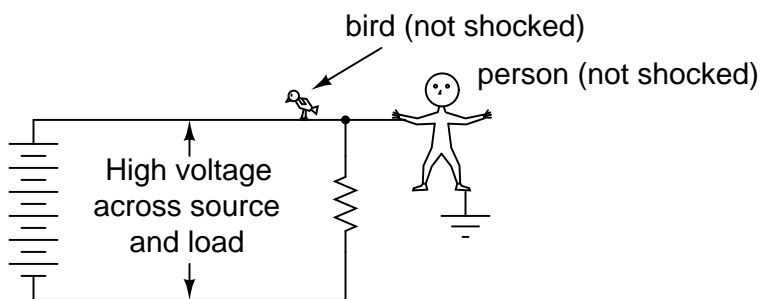 bird (not shocked)
person (not shocked)
High voltage
across source
and load